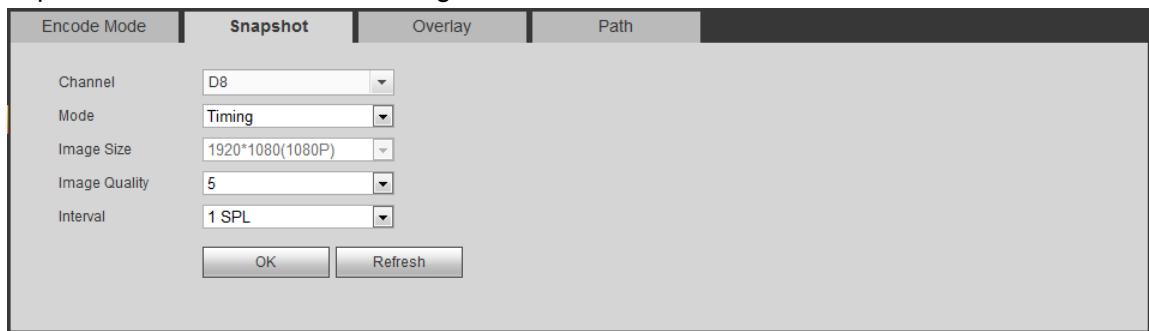 Encode Mode Snapshot Overlay Path
Channel D8
Mode Timing
Image Size 1920*1080(1080P)
Image Quality 5
Interval 1 SPL
OK Refresh